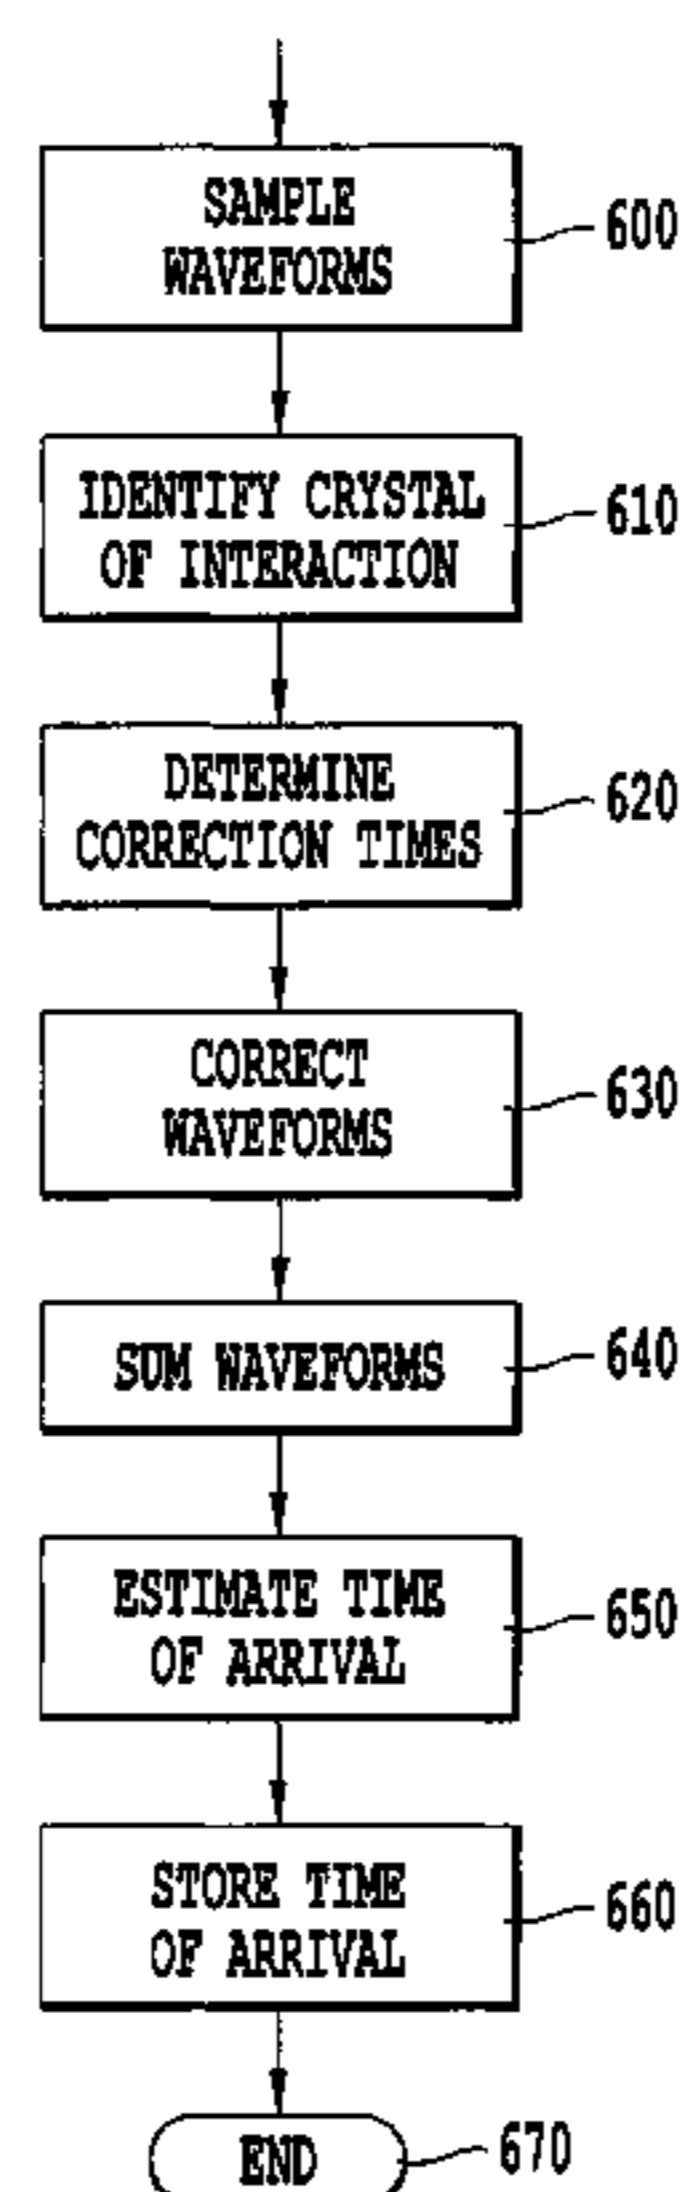 SAMPLE
WAVEFORMS
600
IDENTIFY CRYSTAL
OF INTERACTION
610
DETERMINE
CORRECTION TIMES
620
CORRECT
WAVEFORMS
630
SUM WAVEFORMS
640
ESTIMATE TIME
OF ARRIVAL
650
STORE TIME
OF ARRIVAL
660
END
670